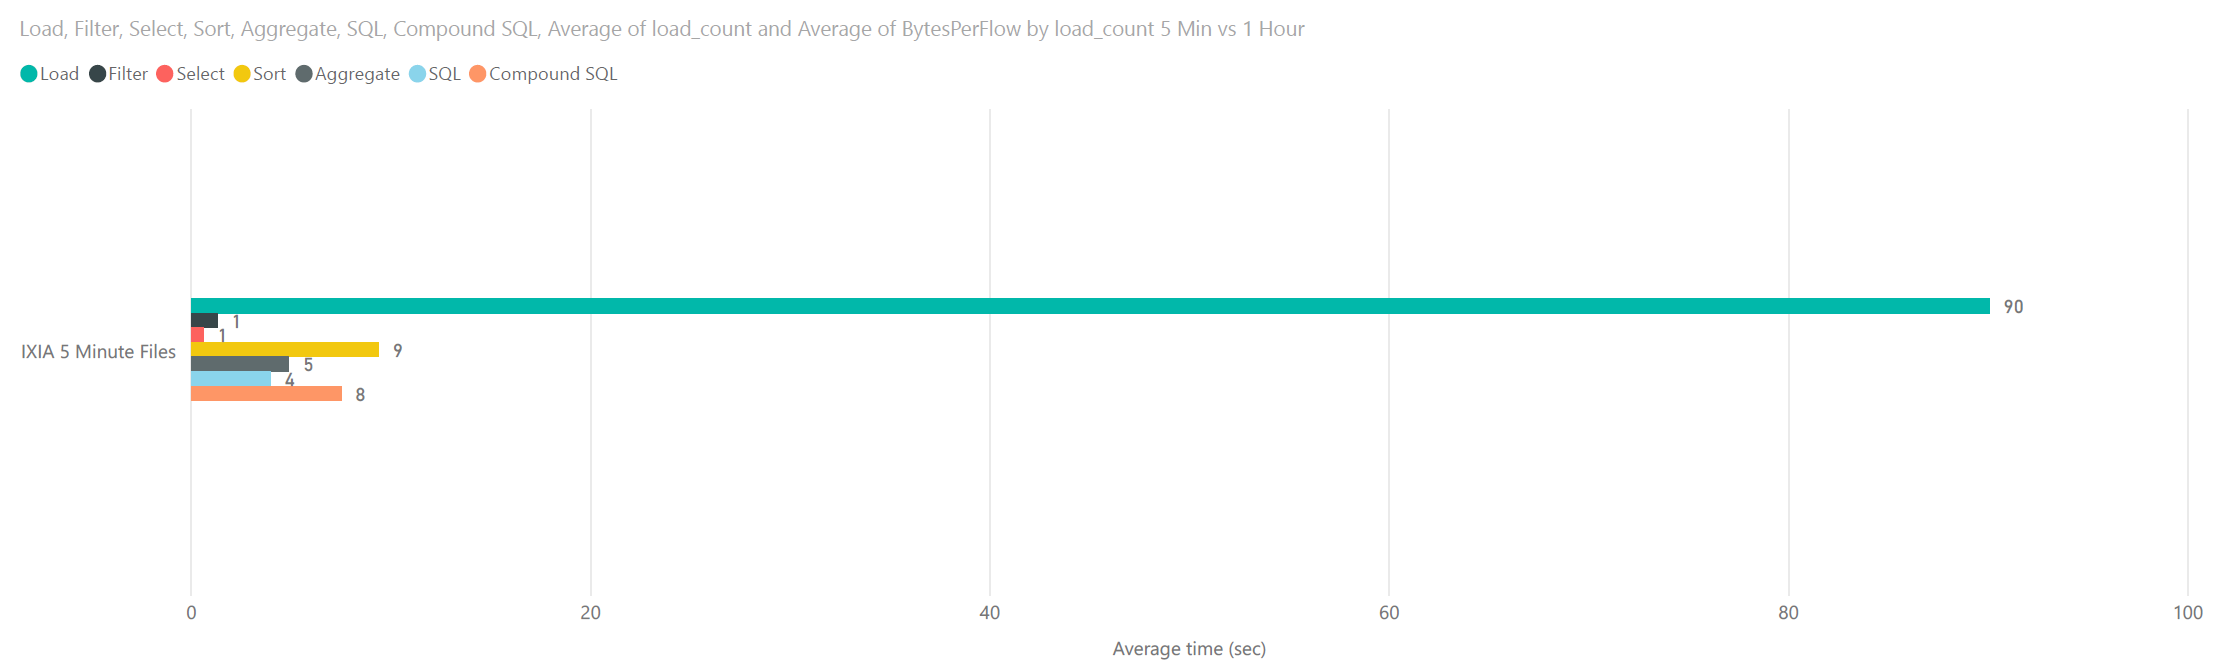 Load, Filter, Select, Sort, Aggregate, SQL, Compound SQL, Average of load_count and Average of BytesPerFlow by load_count 5 Min vs 1 Hour
Load Filter Select Sort Aggregate SQL Compound SQL
90
1
1
IXIA 5 Minute Files
9
5
4
8
0 20 40 60 80 100
Average time (sec)